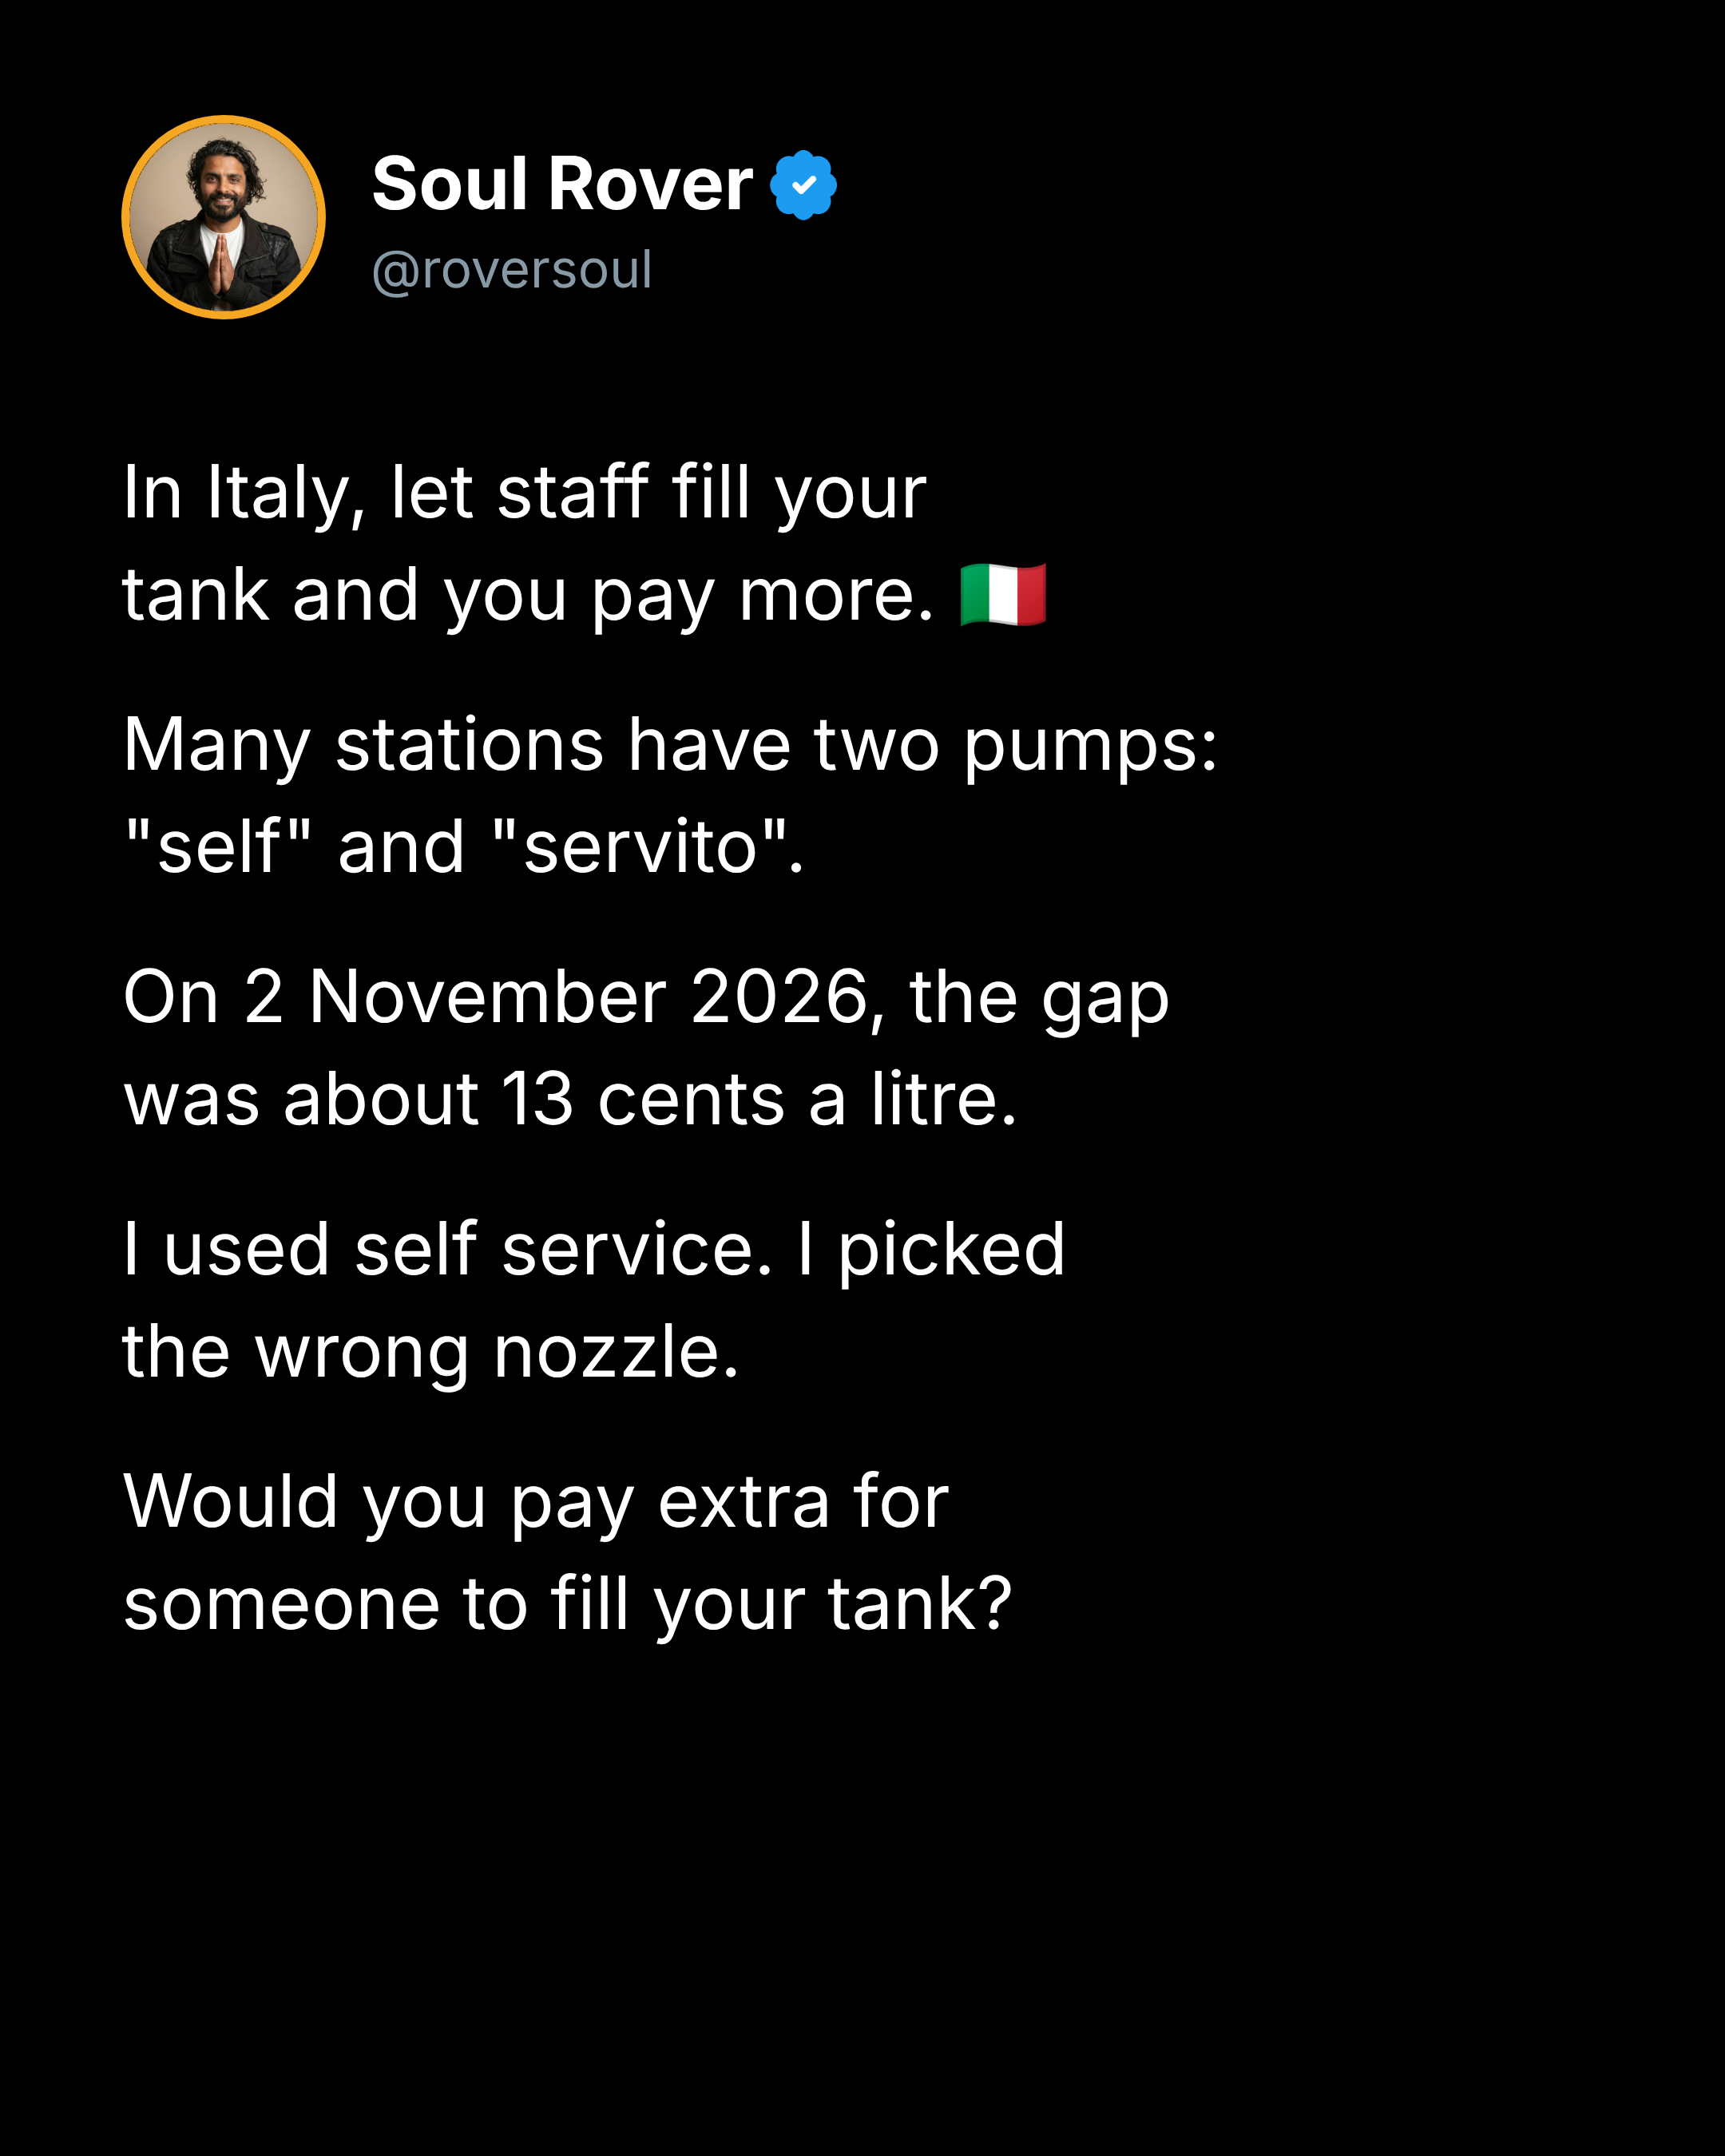 Soul Rover
@roversoul
In Italy, let staff fill your
tank and you pay more. 🇮🇹
Many stations have two pumps:
"self" and "servito".
On 2 November 2026, the gap
was about 13 cents a litre.
I used self service. I picked
the wrong nozzle.
Would you pay extra for
someone to fill your tank?